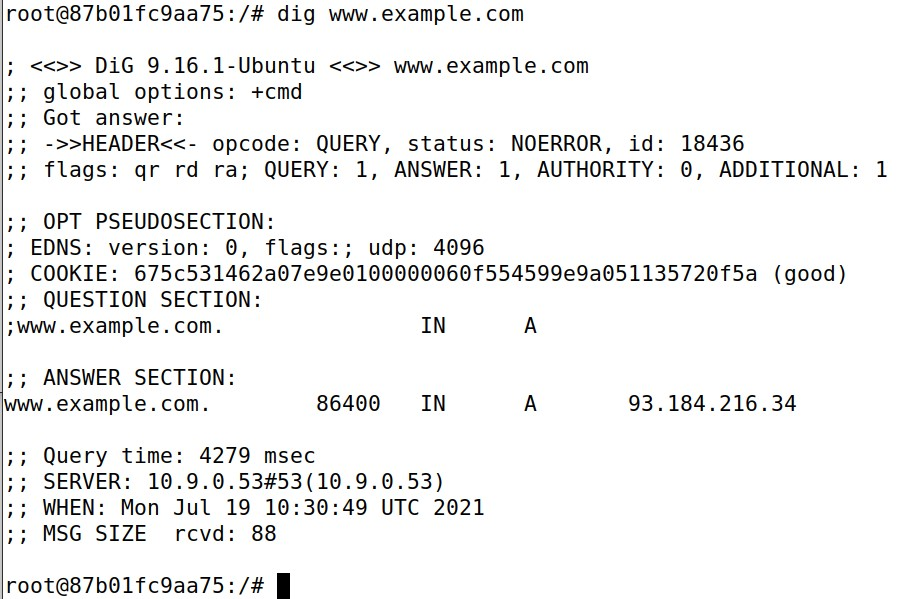 root@87b01fc9aa75:/# dig www.example.com
; <<>> DiG 9.16.1-Ubuntu <<>> www.example.com
;; global options: +cmd
;; Got answer:
;; ->>HEADER<<- opcode: QUERY, status: NOERROR, id: 18436
;; flags: qr rd ra; QUERY: 1, ANSWER: 1, AUTHORITY: 0, ADDITIONAL: 1
;; OPT PSEUDOSECTION:
; EDNS: version: 0, flags:; udp: 4096
; COOKIE: 675c531462a07e9e0100000060f554599e9a051135720f5a (good)
;; QUESTION SECTION:
;www.example.com. IN A
;; ANSWER SECTION:
www.example.com. 86400 IN A 93.184.216.34
;; Query time: 4279 msec
;; SERVER: 10.9.0.53#53(10.9.0.53)
;; WHEN: Mon Jul 19 10:30:49 UTC 2021
;; MSG SIZE  rcvd: 88
root@87b01fc9aa75:/#